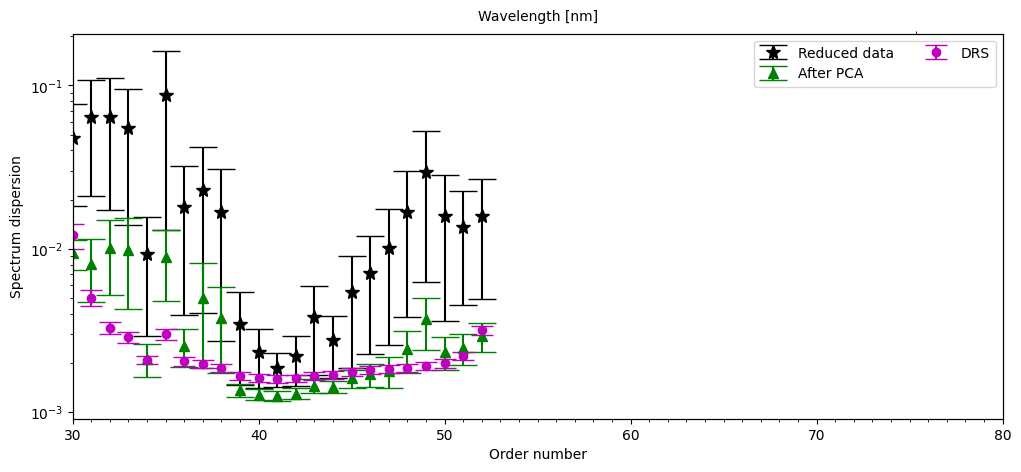 Wavelength [nm]
Reduced data
After PCA
DRS
Spectrum dispersion
10⁻¹
10⁻²
10⁻³
30 40 50 60 70 80
Order number